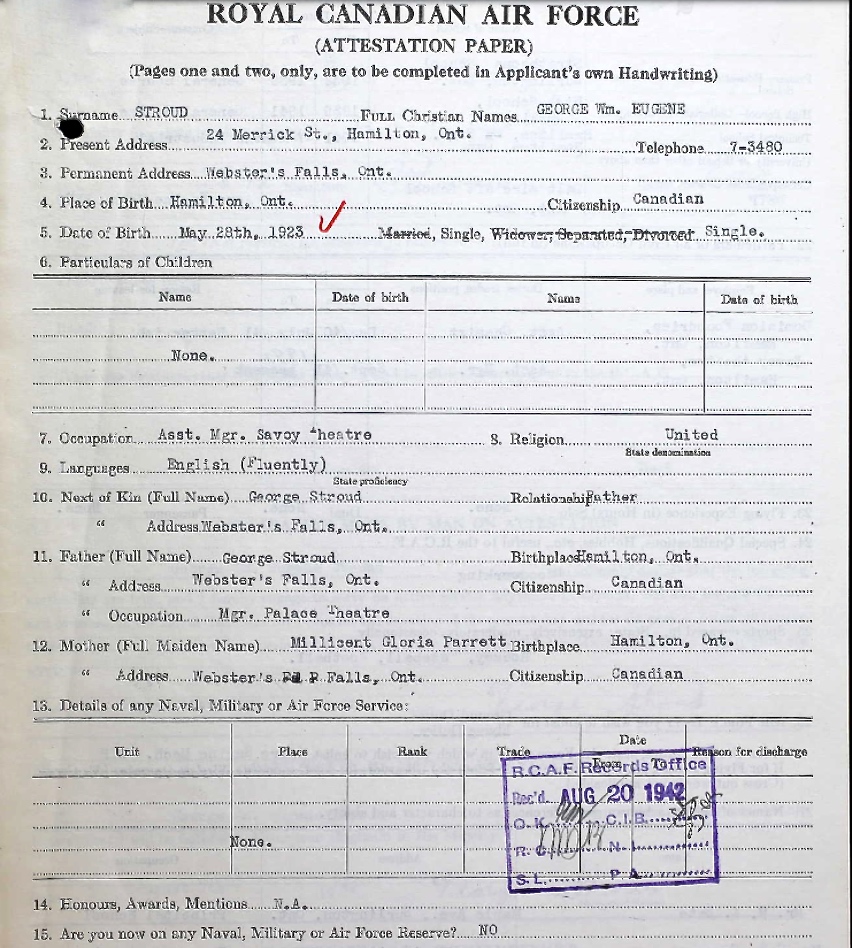 ROYAL CANADIAN AIR FORCE
(ATTESTATION PAPER)
(Pages one and two, only, are to be completed in Applicant's own Handwriting)
1. Surname STROUD Full Christian Names GEORGE Wm. EUGENE
2. Present Address 24 Merrick St., Hamilton, Ont. Telephone 7-3480
3. Permanent Address Webster's Falls, Ont.
4. Place of Birth Hamilton, Ont. Citizenship Canadian
5. Date of Birth May 28th, 1923 Married, Single, Widower, Separated, Divorced Single.
6. Particulars of Children
Name Date of birth Name Date of birth
None.
7. Occupation Asst. Mgr. Savoy Theatre 8. Religion United
State denomination
9. Languages English (Fluently)
State proficiency
10. Next of Kin (Full Name) George Stroud Relationship Father
" Address Webster's Falls, Ont.
11. Father (Full Name) George Stroud Birthplace Hamilton, Ont.
" Address Webster's Falls, Ont. Citizenship Canadian
" Occupation Mgr. Palace Theatre
12. Mother (Full Maiden Name) Millicent Gloria Parrett Birthplace Hamilton, Ont.
" Address Webster's Falls, Ont. Citizenship Canadian
13. Details of any Naval, Military or Air Force Service:
Unit Place Rank Trade Date From To Reason for discharge
R.C.A.F. Records Office
Rec'd. AUG 20 1942
O.K. C.I.B.
None.
R.C. N.I.
S.L. P.A.
14. Honours, Awards, Mentions N.A.
15. Are you now on any Naval, Military or Air Force Reserve? NO